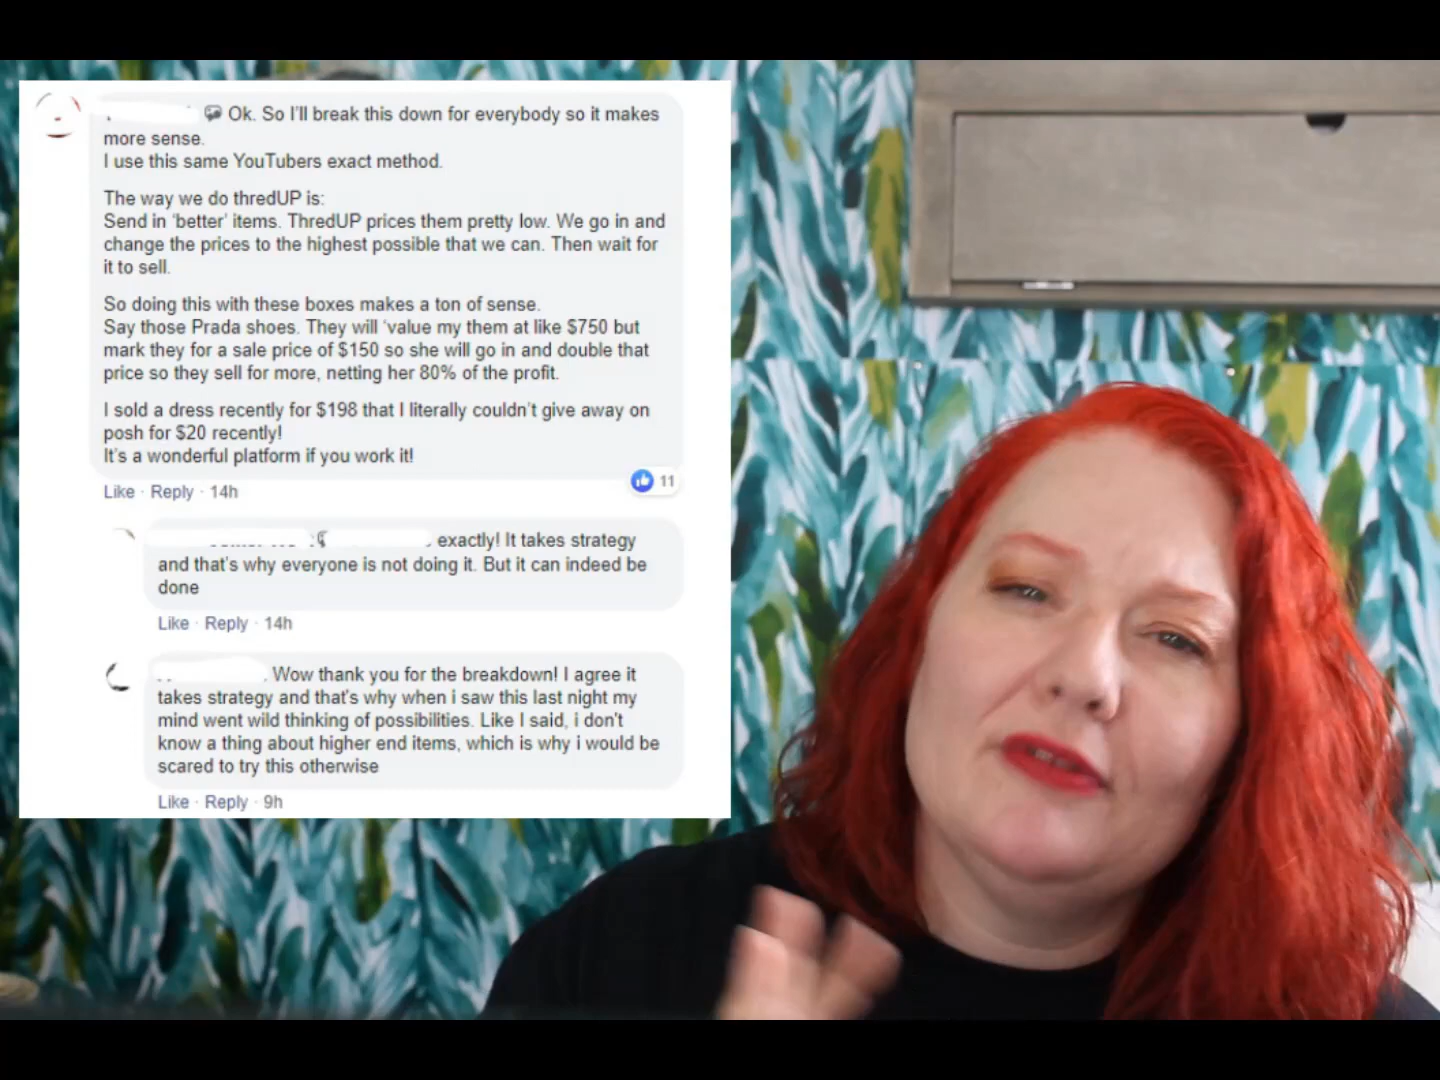 Ok. So I'll break this down for everybody so it makes
more sense.
I use this same YouTubers exact method.
The way we do thredUP is:
Send in 'better' items. ThredUP prices them pretty low. We go in and
change the prices to the highest possible that we can. Then wait for
it to sell.
So doing this with these boxes makes a ton of sense.
Say those Prada shoes. They will 'value my them at like $750 but
mark they for a sale price of $150 so she will go in and double that
price so they sell for more, netting her 80% of the profit.
I sold a dress recently for $198 that I literally couldn't give away on
posh for $20 recently!
It's a wonderful platform if you work it!
11
Like · Reply · 14h
exactly! It takes strategy
and that's why everyone is not doing it. But it can indeed be
done
Like · Reply · 14h
Wow thank you for the breakdown! I agree it
takes strategy and that's why when i saw this last night my
mind went wild thinking of possibilities. Like I said, i don't
know a thing about higher end items, which is why i would be
scared to try this otherwise
Like · Reply · 9h